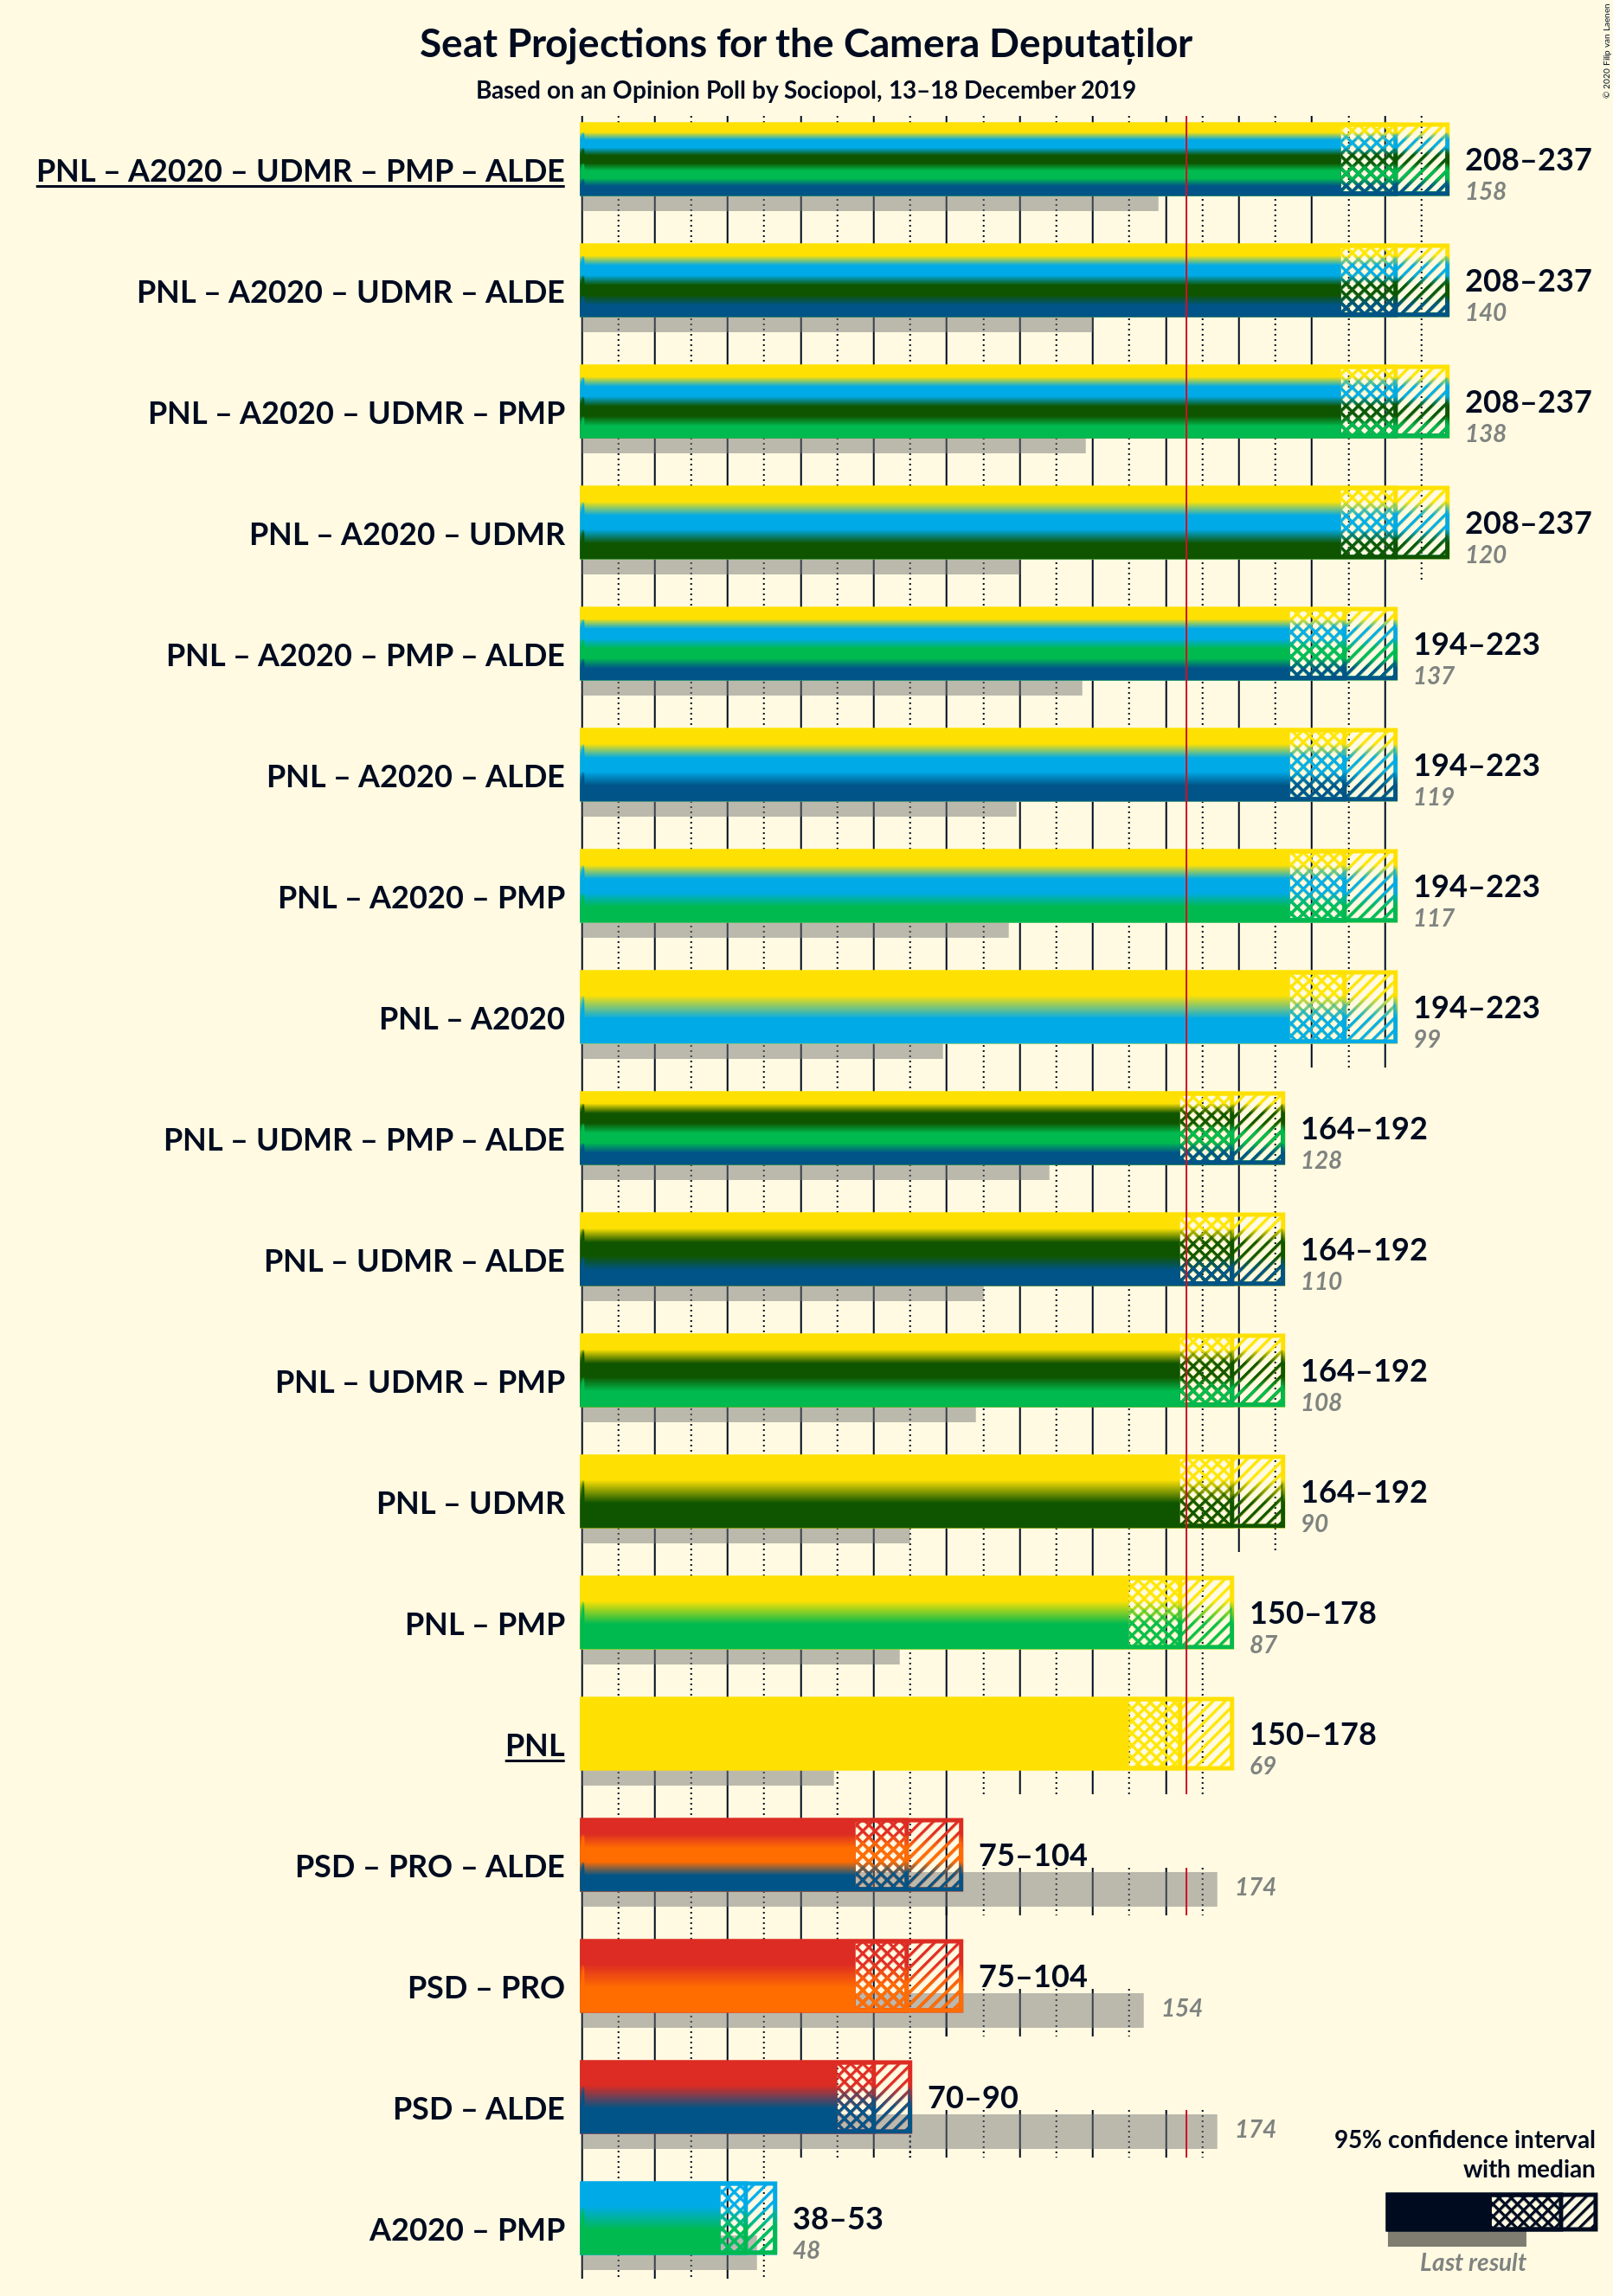 Seat Projections for the Camera Deputaților
Based on an Opinion Poll by Sociopol, 13–18 December 2019
© 2020 Filip van Laenen
PNL – A2020 – UDMR – PMP – ALDE
208–237
158
PNL – A2020 – UDMR – ALDE
208–237
140
PNL – A2020 – UDMR – PMP
208–237
138
PNL – A2020 – UDMR
208–237
120
PNL – A2020 – PMP – ALDE
194–223
137
PNL – A2020 – ALDE
194–223
119
PNL – A2020 – PMP
194–223
117
PNL – A2020
194–223
99
PNL – UDMR – PMP – ALDE
164–192
128
PNL – UDMR – ALDE
164–192
110
PNL – UDMR – PMP
164–192
108
PNL – UDMR
164–192
90
PNL – PMP
150–178
87
PNL
150–178
69
PSD – PRO – ALDE
75–104
174
PSD – PRO
75–104
154
PSD – ALDE
70–90
174
A2020 – PMP
38–53
48
95% confidence interval
with median
Last result